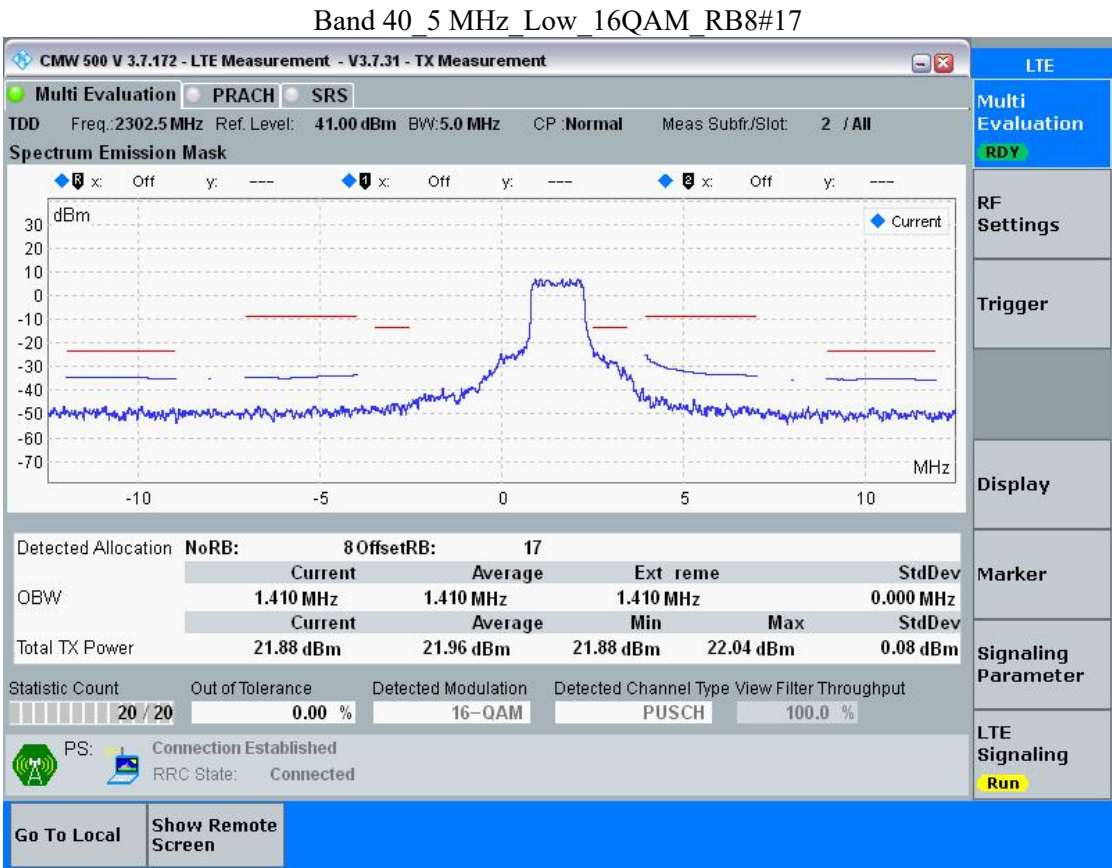 Band 40_5 MHz_Low_16QAM_RB8#17
CMW 500 V 3.7.172 - LTE Measurement - V3.7.31 - TX Measurement
LTE
Multi Evaluation PRACH SRS
TDD Freq.:2302.5 MHz Ref. Level: 41.00 dBm BW:5.0 MHz CP :Normal Meas Subfr./Slot: 2 / All
Spectrum Emission Mask
R x: Off y: --- 1 x: Off y: --- 2 x: Off y: ---
dBm
Current
30
20
10
0
-10
-20
-30
-40
-50
-60
-70
MHz
-10 -5 0 5 10
Detected Allocation NoRB: 8 OffsetRB: 17
Current Average Ext reme StdDev
OBW 1.410 MHz 1.410 MHz 1.410 MHz 0.000 MHz
Current Average Min Max StdDev
Total TX Power 21.88 dBm 21.96 dBm 21.88 dBm 22.04 dBm 0.08 dBm
Statistic Count Out of Tolerance Detected Modulation Detected Channel Type View Filter Throughput
20 / 20 0.00 % 16-QAM PUSCH 100.0 %
PS: Connection Established
RRC State: Connected
Multi
Evaluation
RDY
RF
Settings
Trigger
Display
Marker
Signaling
Parameter
LTE
Signaling
Run
Go To Local
Show Remote
Screen